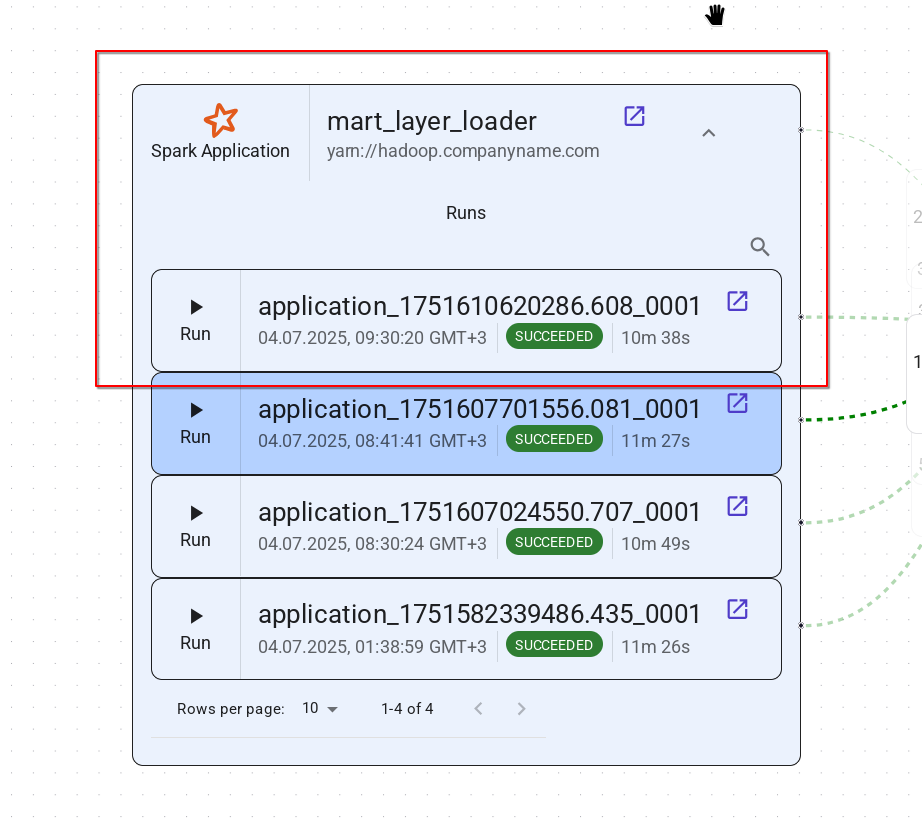 mart_layer_loader
Spark Application
yarn://hadoop.companyname.com
Runs
application_1751610620286.608_0001
Run
04.07.2025, 09:30:20 GMT+3 SUCCEEDED 10m 38s
application_1751607701556.081_0001
Run
04.07.2025, 08:41:41 GMT+3 SUCCEEDED 11m 27s
application_1751607024550.707_0001
Run
04.07.2025, 08:30:24 GMT+3 SUCCEEDED 10m 49s
application_1751582339486.435_0001
Run
04.07.2025, 01:38:59 GMT+3 SUCCEEDED 11m 26s
Rows per page: 10 1-4 of 4
2
1